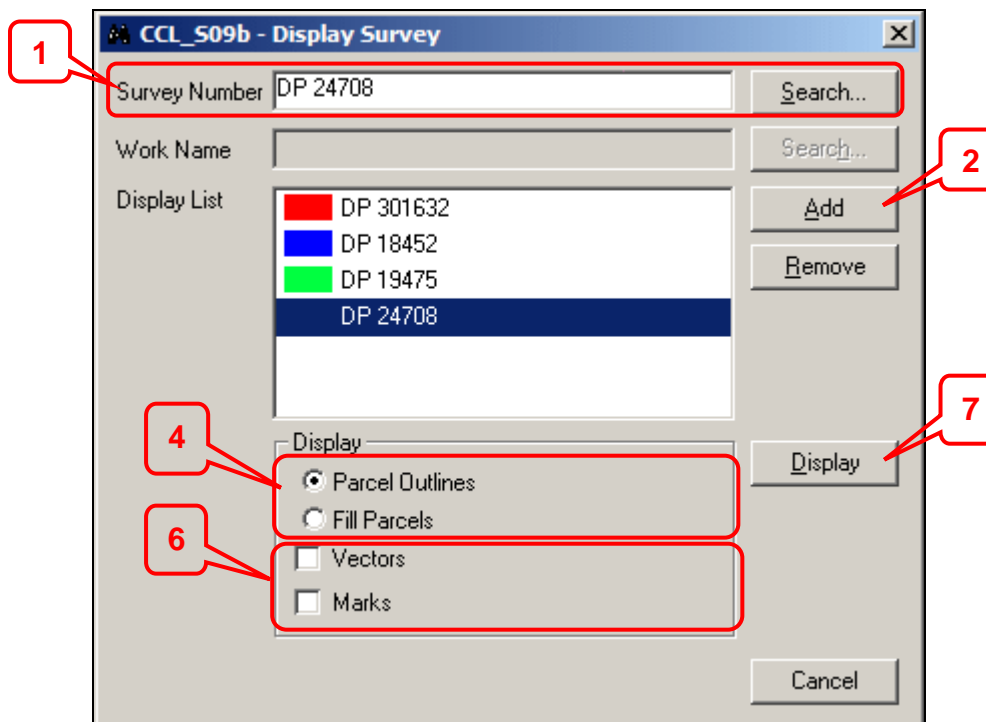 CCL_S09b - Display Survey
1
Survey Number DP 24708 Search...
Work Name Search...
2
Display List
DP 301632 Add
DP 18452
DP 19475 Remove
DP 24708
7
4
Display
Parcel Outlines Display
Fill Parcels
6
Vectors
Marks
Cancel